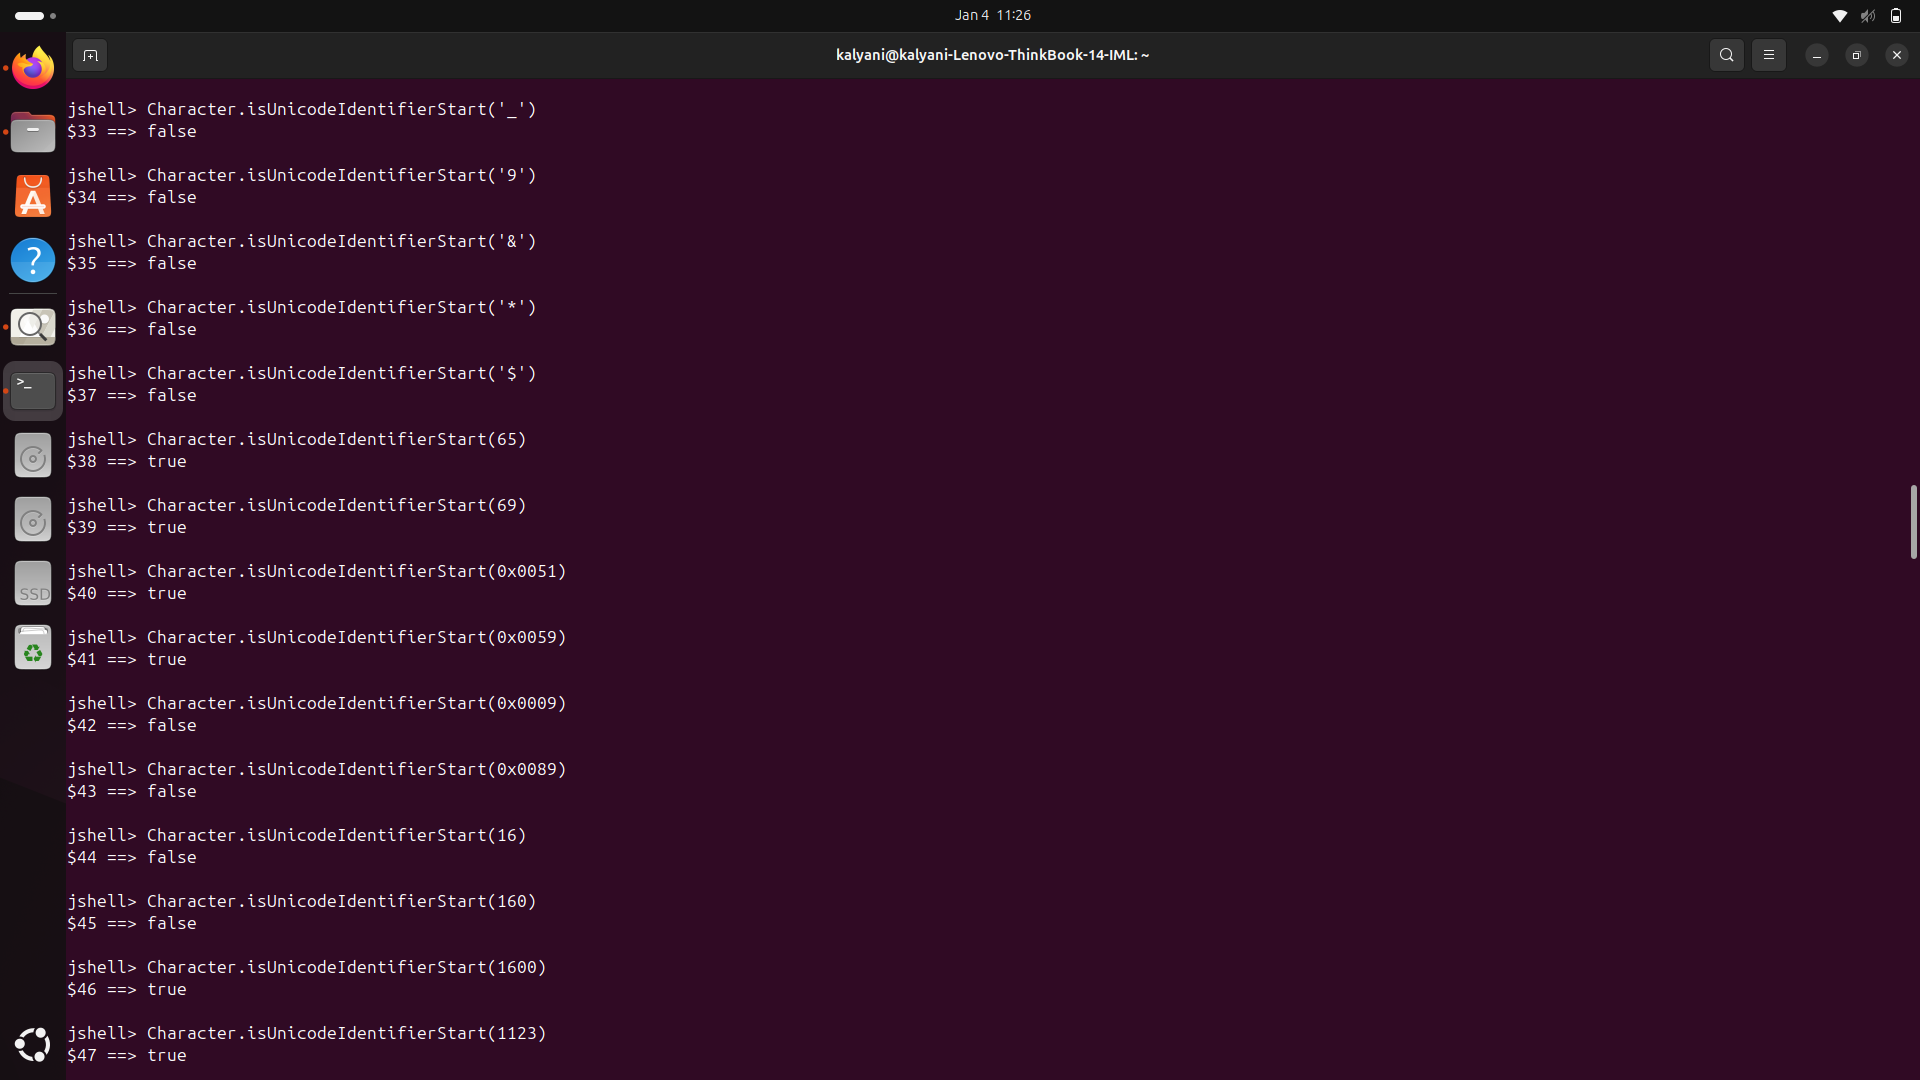 Jan 4 11:26
kalyani@kalyani-Lenovo-ThinkBook-14-IML: ~
jshell> Character.isUnicodeIdentifierStart('_')
$33 ==> false
jshell> Character.isUnicodeIdentifierStart('9')
$34 ==> false
jshell> Character.isUnicodeIdentifierStart('&')
$35 ==> false
jshell> Character.isUnicodeIdentifierStart('*')
$36 ==> false
jshell> Character.isUnicodeIdentifierStart('$')
$37 ==> false
jshell> Character.isUnicodeIdentifierStart(65)
$38 ==> true
jshell> Character.isUnicodeIdentifierStart(69)
$39 ==> true
jshell> Character.isUnicodeIdentifierStart(0x0051)
$40 ==> true
jshell> Character.isUnicodeIdentifierStart(0x0059)
$41 ==> true
jshell> Character.isUnicodeIdentifierStart(0x0009)
$42 ==> false
jshell> Character.isUnicodeIdentifierStart(0x0089)
$43 ==> false
jshell> Character.isUnicodeIdentifierStart(16)
$44 ==> false
jshell> Character.isUnicodeIdentifierStart(160)
$45 ==> false
jshell> Character.isUnicodeIdentifierStart(1600)
$46 ==> true
jshell> Character.isUnicodeIdentifierStart(1123)
$47 ==> true
SSD